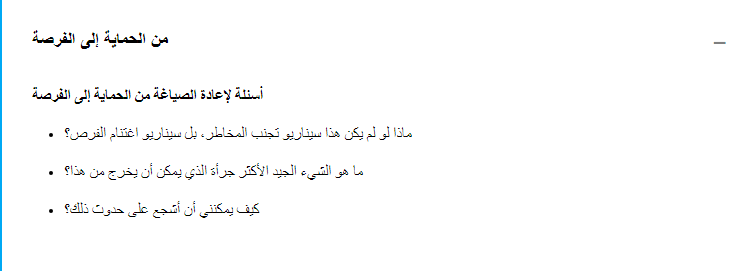 من الحماية إلى الفرصة
أسئلة لإعادة الصياغة من الحماية إلى الفرصة
• ماذا لو لم يكن هذا سيناريو تجنب المخاطر، بل سيناريو اغتنام الفرص؟
• ما هو الشيء الجيد الأكثر جرأة الذي يمكن أن يخرج من هذا؟
• كيف يمكنني أن أشجع على حدوث ذلك؟